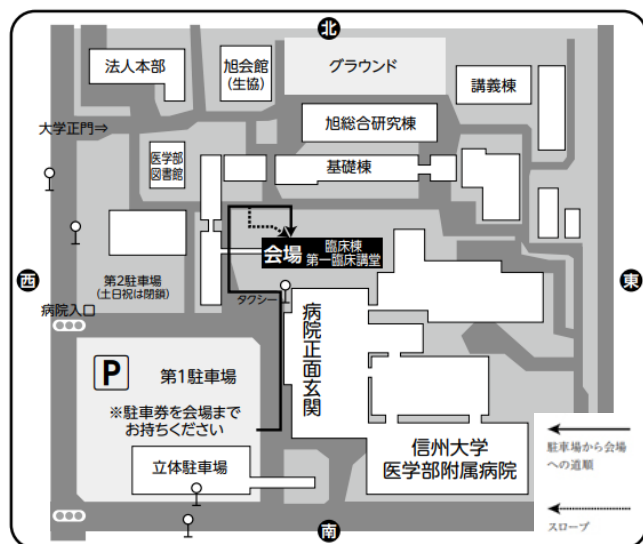 北
法人本部
旭会館
(生協)
グラウンド
講義棟
大学正門⇒
旭総合研究棟
医学部
図書館
基礎棟
会場
臨床棟
第一臨床講堂
西
東
第2駐車場
(土日祝は閉鎖)
タクシー
病院入口
病院正面玄関
P
第1駐車場
※駐車券を会場まで
お持ちください
立体駐車場
信州大学
医学部附属病院
駐車場から会場
への道順
スロープ
南